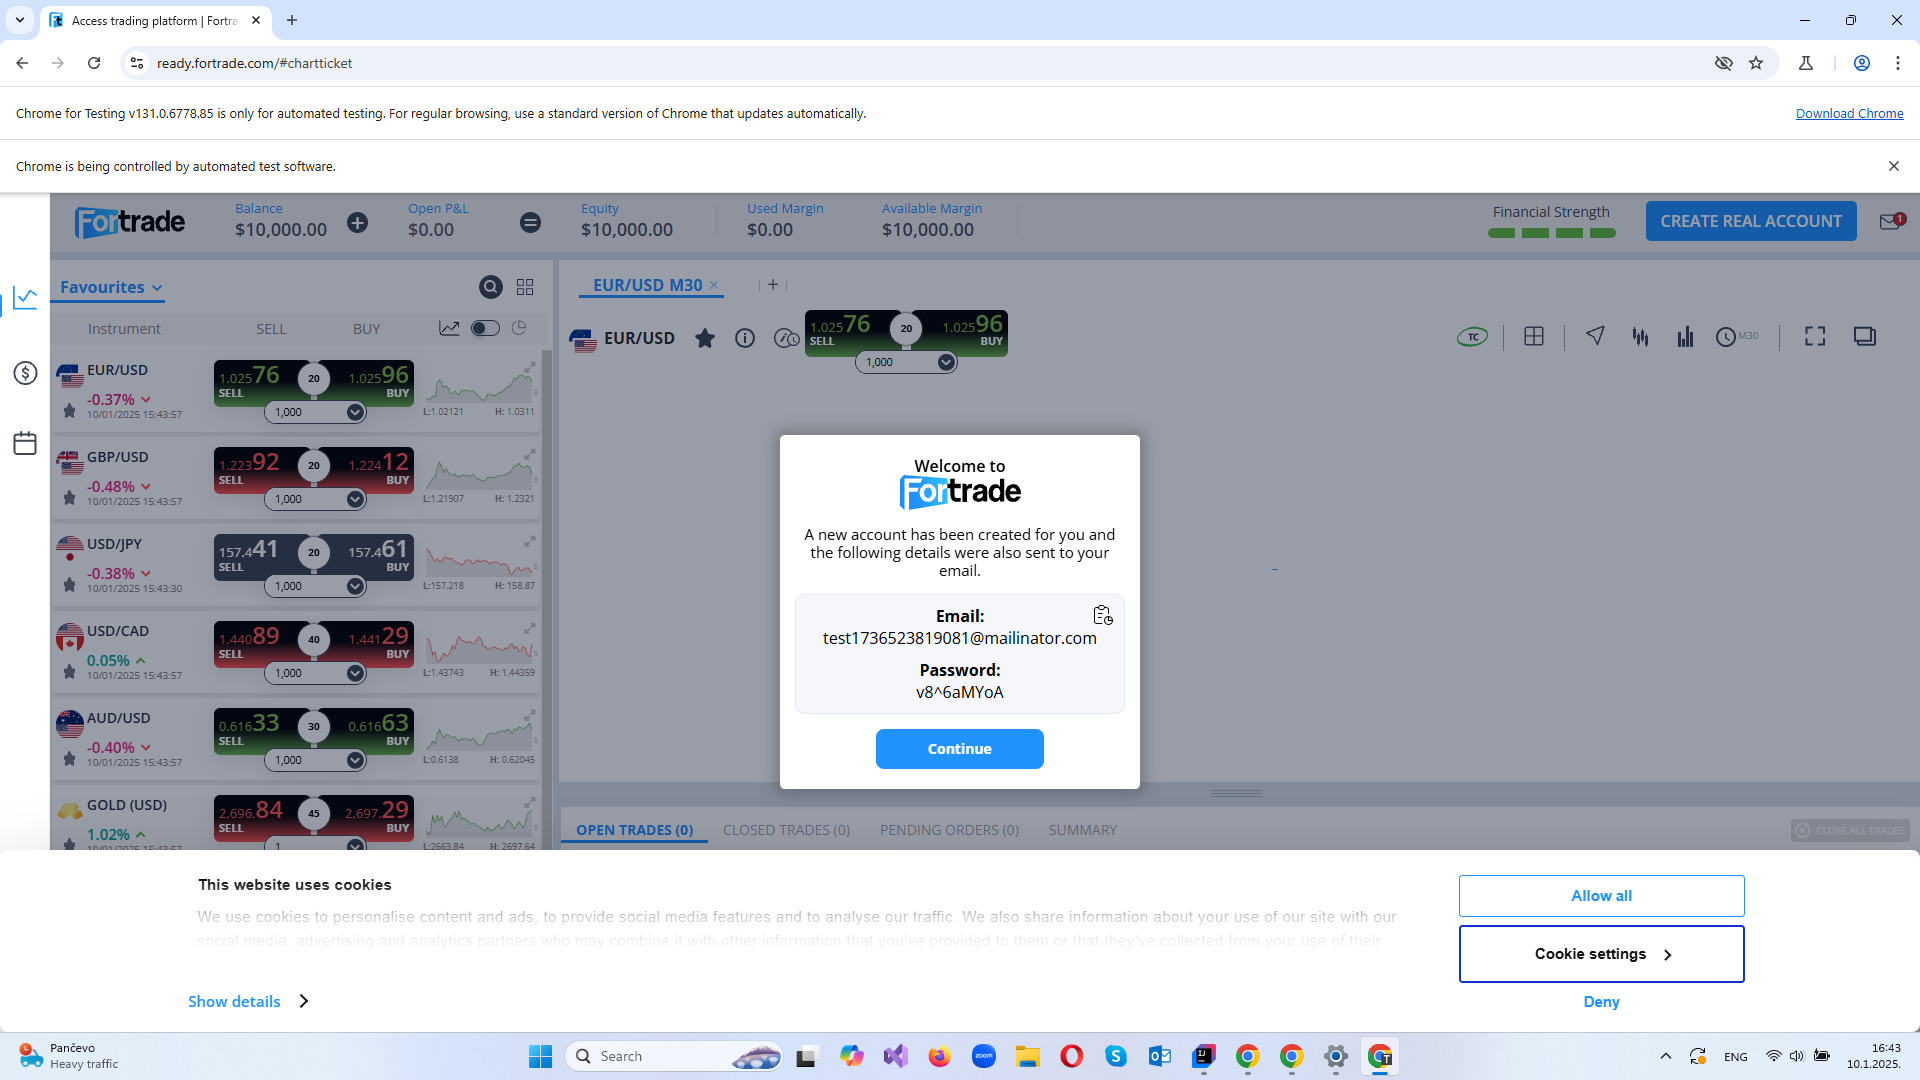 Access trading platform | Fortra
ready.fortrade.com/#chartticket
Chrome for Testing v131.0.6778.85 is only for automated testing. For regular browsing, use a standard version of Chrome that updates automatically.
Download Chrome
Chrome is being controlled by automated test software.
Fortrade
Balance
$10,000.00
Open P&L
$0.00
Equity
$10,000.00
Used Margin
$0.00
Available Margin
$10,000.00
Financial Strength
CREATE REAL ACCOUNT
1
Favourites
Instrument SELL BUY
EUR/USD
-0.37%
10/01/2025 15:43:57
1.02576 SELL
20
1.02596 BUY
1,000
L:1.02121 H: 1.0311
GBP/USD
-0.48%
10/01/2025 15:43:57
1.22392 SELL
20
1.22412 BUY
1,000
L:1.21907 H: 1.2321
USD/JPY
-0.38%
10/01/2025 15:43:30
157.441 SELL
20
157.461 BUY
1,000
L:157.218 H: 158.87
USD/CAD
0.05%
10/01/2025 15:43:57
1.44089 SELL
40
1.44129 BUY
1,000
L:1.43743 H: 1.44359
AUD/USD
-0.40%
10/01/2025 15:43:57
0.61633 SELL
30
0.61663 BUY
1,000
L:0.6138 H: 0.62045
GOLD (USD)
1.02%
10/01/2025 15:43:57
2,696.84 SELL
45
2,697.29 BUY
1
L:2663.84 H: 2697.64
EUR/USD M30
EUR/USD
1.02576 SELL
20
1.02596 BUY
1,000
TC
M30
Welcome to
Fortrade
A new account has been created for you and
the following details were also sent to your
email.
Email:
test1736523819081@mailinator.com
Password:
v8^6aMYoA
Continue
OPEN TRADES (0) CLOSED TRADES (0) PENDING ORDERS (0) SUMMARY
CLOSE ALL TRADES
This website uses cookies
We use cookies to personalise content and ads, to provide social media features and to analyse our traffic. We also share information about your use of our site with our
social media, advertising and analytics partners who may combine it with other information that you've provided to them or that they've collected from your use of their
Show details
Allow all
Cookie settings
Deny
Pančevo
Heavy traffic
Search
zoom
ENG
16:43
10.1.2025.